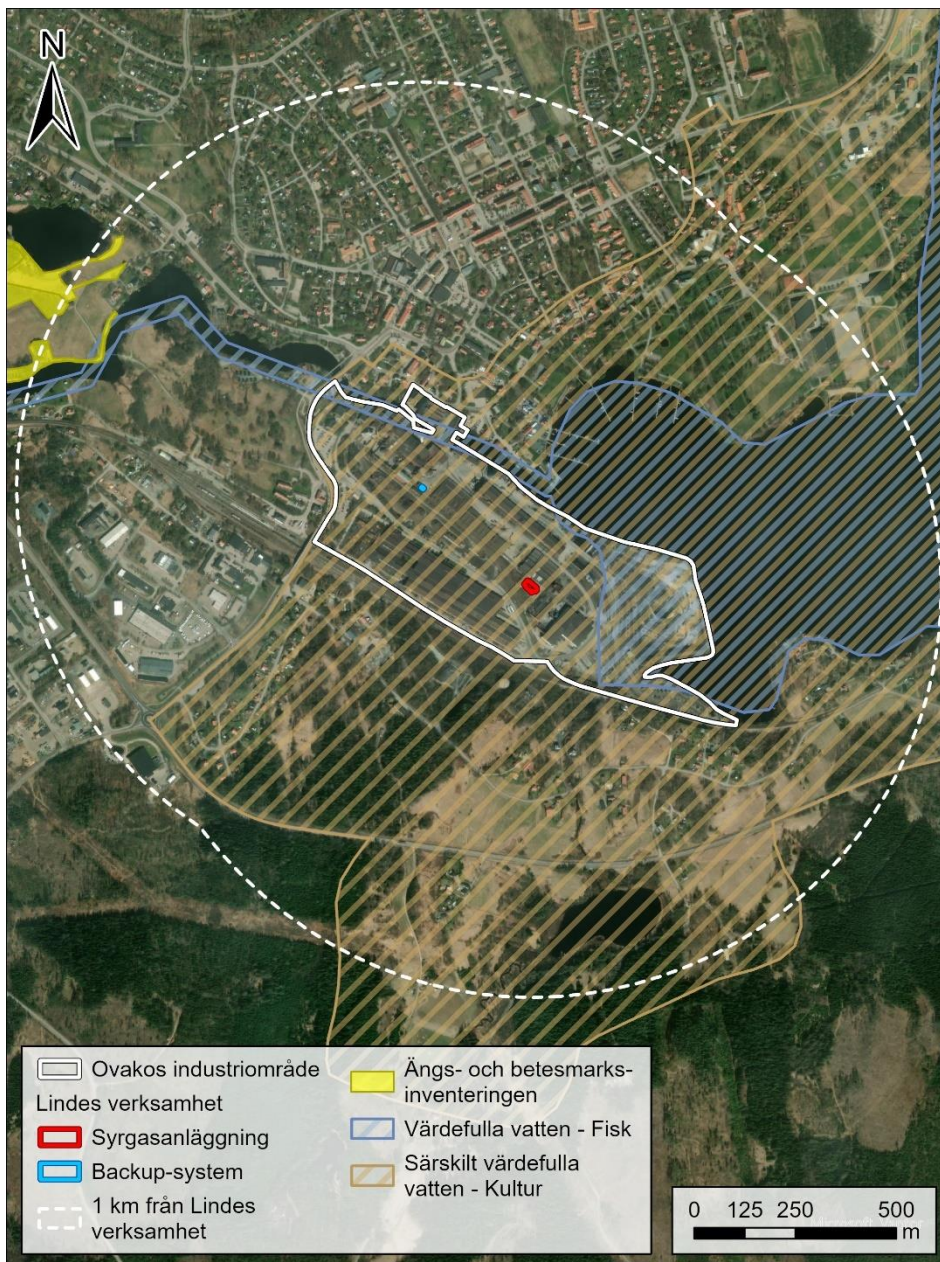 N
Ovakos industriområde
Lindes verksamhet
Syrgasanläggning
Backup-system
1 km från Lindes
verksamhet
Ängs- och betesmarks-
inventeringen
Värdefulla vatten - Fisk
Särskilt värdefulla
vatten - Kultur
0 125 250 500
m